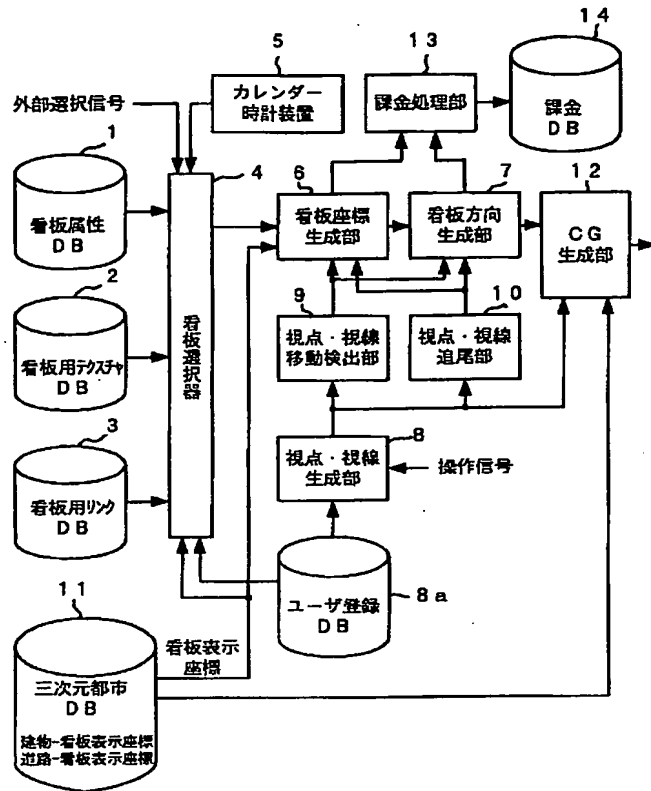 外部選択信号
5
カレンダー
時計装置
13
課金処理部
14
課金
DB
1
看板属性
DB
2
看板用テクスチャ
DB
3
看板用リンク
DB
4
看板選択器
6
看板座標
生成部
7
看板方向
生成部
12
CG
生成部
9
視点・視線
移動検出部
10
視点・視線
追尾部
8
視点・視線
生成部
操作信号
ユーザ登録
DB
8a
11
看板表示
座標
三次元都市
DB
建物-看板表示座標
道路-看板表示座標